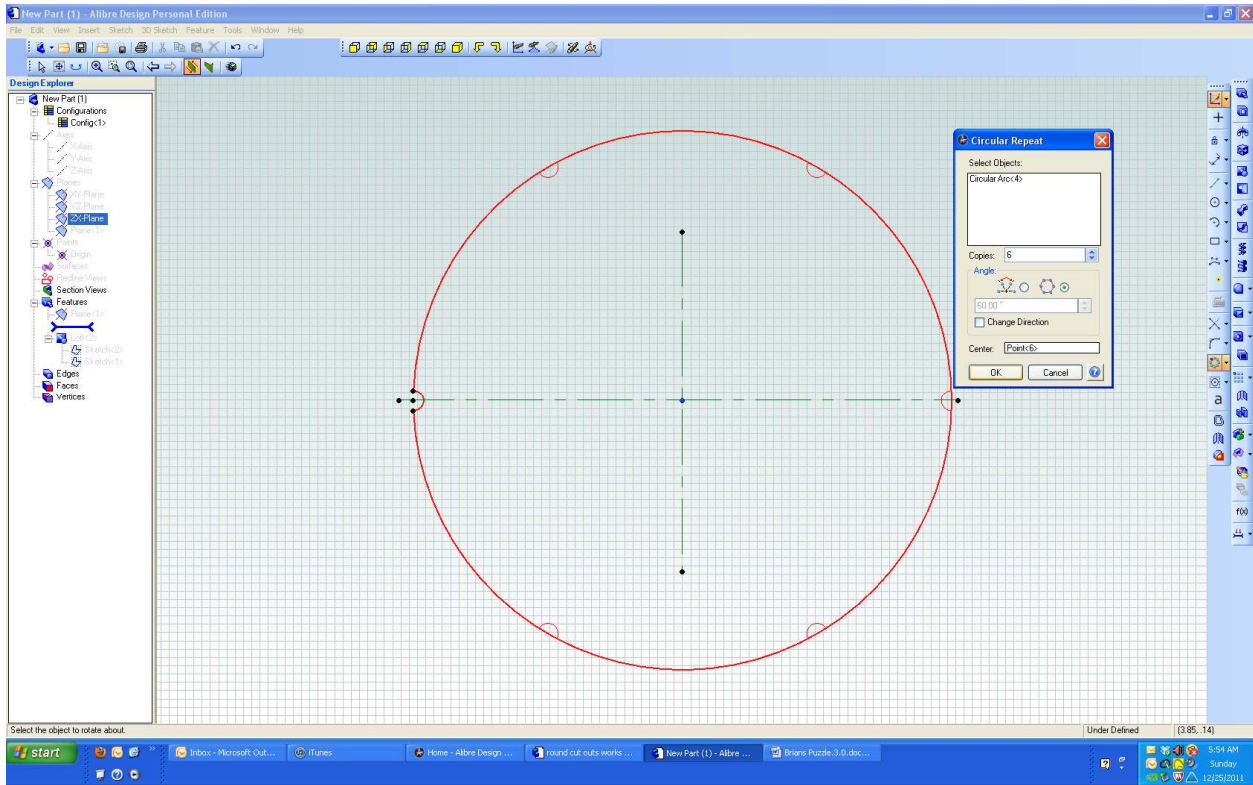 New Part (1) - Alibre Design Personal Edition
File Edit View Insert Sketch 3D Sketch Feature Tools Window Help
Design Explorer
New Part (1)
Configurations
Config<1>
Axes
X-Axis
Y-Axis
Z-Axis
Planes
XY-Plane
YZ-Plane
ZX-Plane
Plane<1>
Points
Origin
Surfaces
Redline Views
Section Views
Features
Plane<1>
Loft<2>
Sketch<2>
Sketch<1>
Edges
Faces
Vertices
Circular Repeat
Select Objects:
Circular Arc<4>
Copies: 6
Angle:
60.00 °
Change Direction
Center: Point<6>
OK Cancel
a
f(x)
Select the object to rotate about.
Under Defined
(3.85, .14)
start
Inbox - Microsoft Out...
iTunes
Home - Alibre Design ...
round cut outs works ...
New Part (1) - Alibre ...
Brians Puzzle.3.0.doc...
5:54 AM
Sunday
12/25/2011